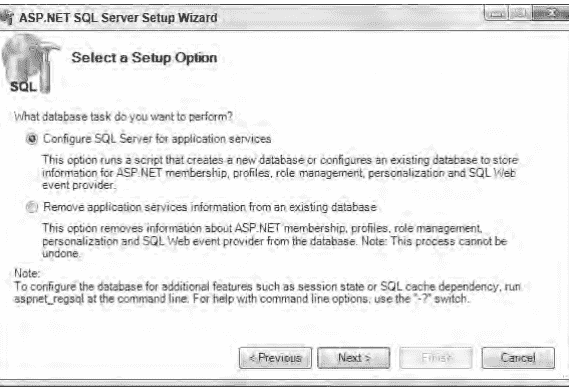 ASP.NET SQL Server Setup Wizard
Select a Setup Option
SQL
What database task do you want to perform?
Configure SQL Server for application services
This option runs a script that creates a new database or configures an existing database to store
information for ASP.NET membership, profiles, role management, personalization and SQL Web
event provider.
Remove application services information from an existing database
This option removes information about ASP.NET membership, profiles, role management,
personalization and SQL Web event provider from the database. Note: This process cannot be
undone.
Note:
To configure the database for additional features such as session state or SQL cache dependency, run
aspnet_regsql at the command line. For help with command line options, use the "-?" switch.
< Previous
Next >
Finish
Cancel